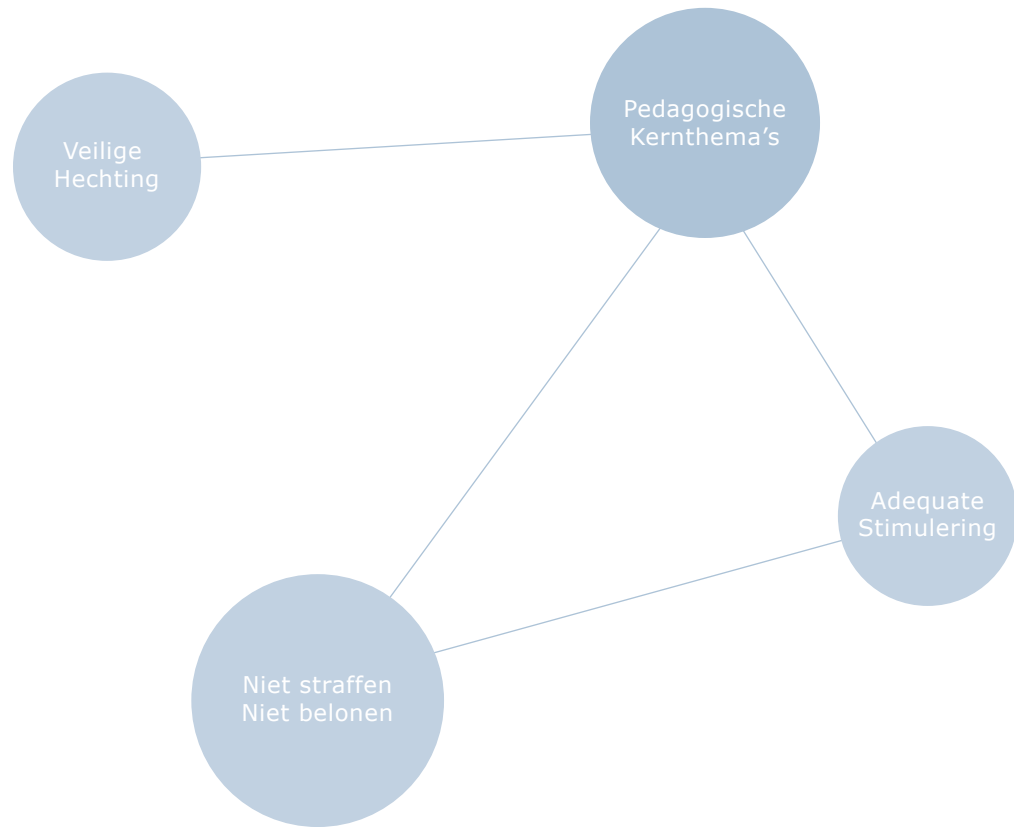 Pedagogische
Kernthema’s
Veilige
Hechting
Adequate
Stimulering
Niet straffen
Niet belonen